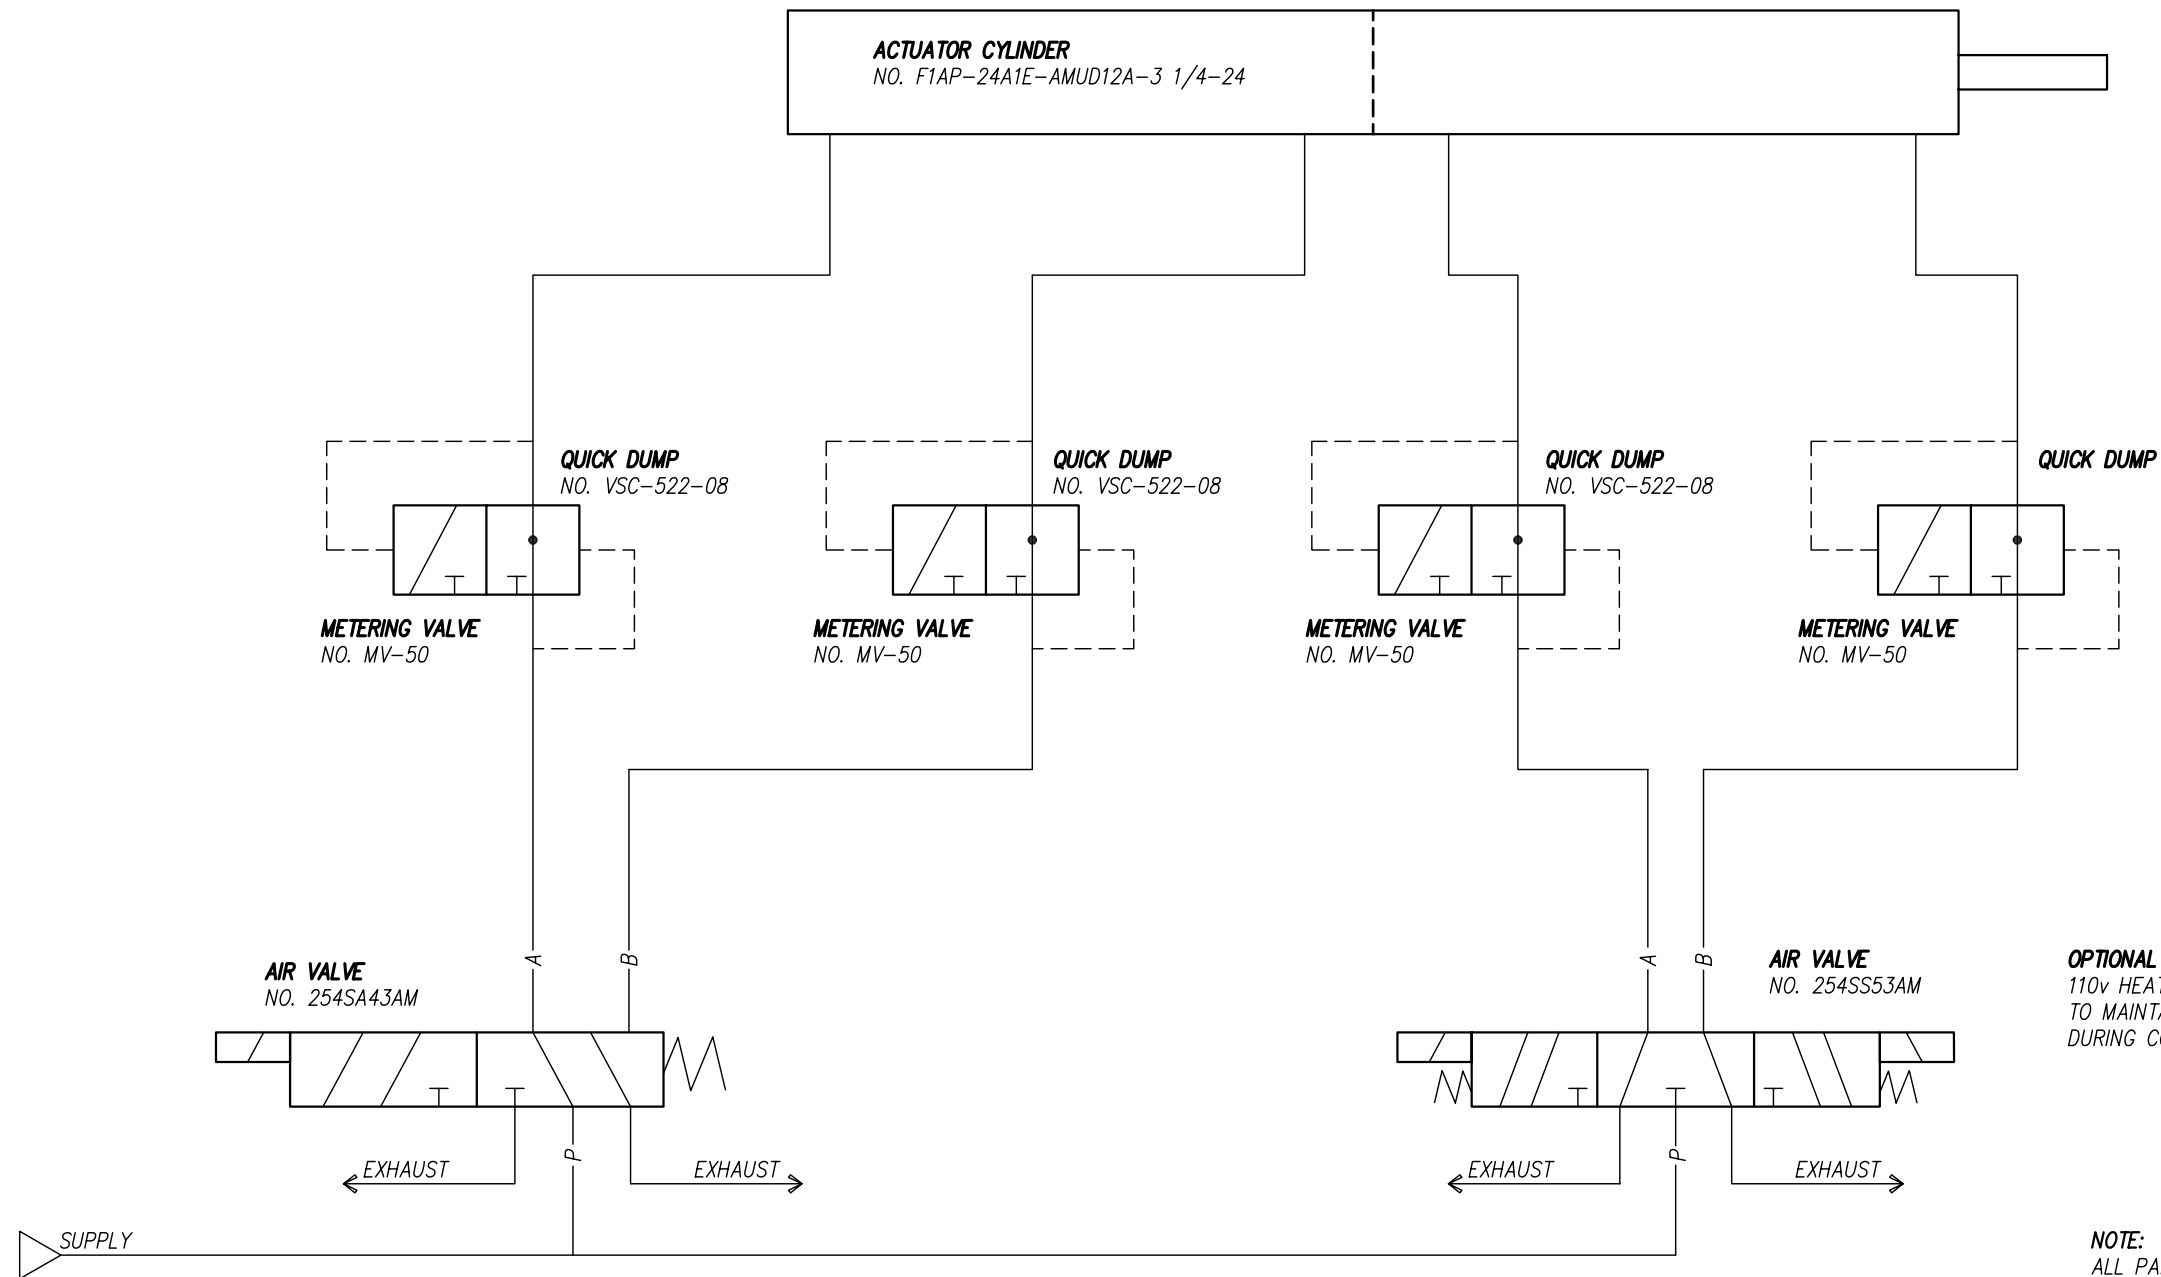 ACTUATOR CYLINDER
NO. F1AP-24A1E-AMUD12A-3 1/4-24
QUICK DUMP
NO. VSC-522-08
QUICK DUMP
NO. VSC-522-08
QUICK DUMP
NO. VSC-522-08
QUICK DUMP
METERING VALVE
NO. MV-50
METERING VALVE
NO. MV-50
METERING VALVE
NO. MV-50
METERING VALVE
NO. MV-50
AIR VALVE
NO. 254SA43AM
A
B
A
B
AIR VALVE
NO. 254SS53AM
OPTIONAL
110v HEAT
TO MAINTA
DURING CO
EXHAUST
P
EXHAUST
EXHAUST
P
EXHAUST
SUPPLY
NOTE:
ALL PA